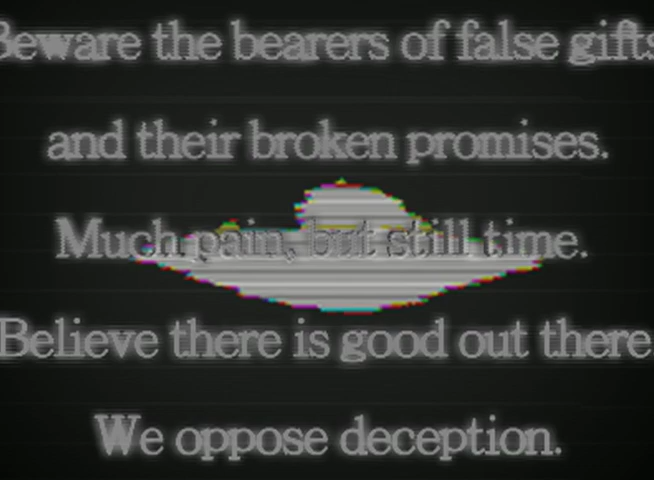 Beware the bearers of false gifts
and their broken promises.
Much pain, but still time.
Believe there is good out there
We oppose deception.